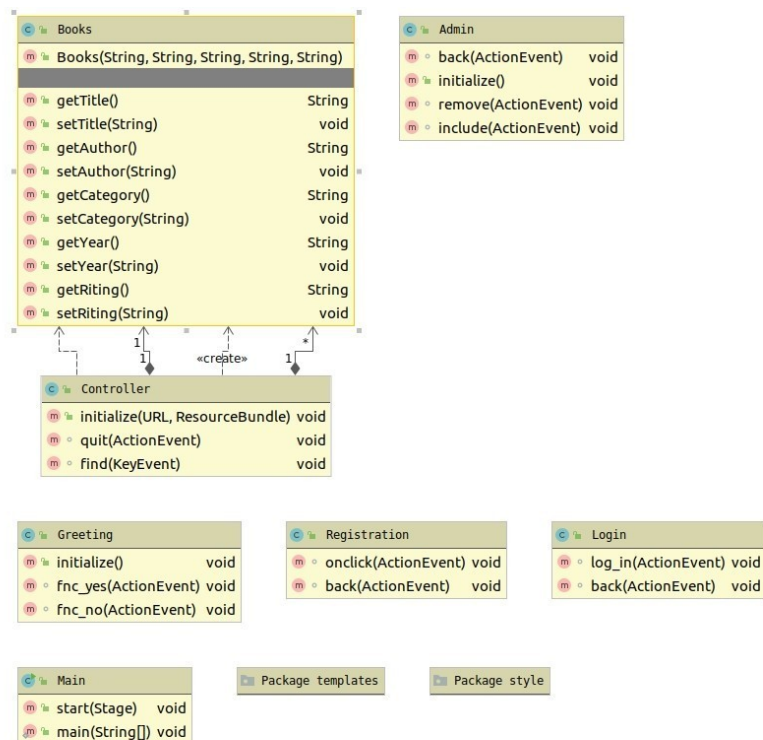 Books
Books(String, String, String, String, String)
getTitle() String
setTitle(String) void
getAuthor() String
setAuthor(String) void
getCategory() String
setCategory(String) void
getYear() String
setYear(String) void
getRiting() String
setRiting(String) void
Admin
back(ActionEvent) void
initialize() void
remove(ActionEvent) void
include(ActionEvent) void
1 *
1 «create» 1
Controller
initialize(URL, ResourceBundle) void
quit(ActionEvent) void
find(KeyEvent) void
Greeting
initialize() void
fnc_yes(ActionEvent) void
fnc_no(ActionEvent) void
Registration
onclick(ActionEvent) void
back(ActionEvent) void
Login
log_in(ActionEvent) void
back(ActionEvent) void
Main
start(Stage) void
main(String[]) void
Package templates
Package style